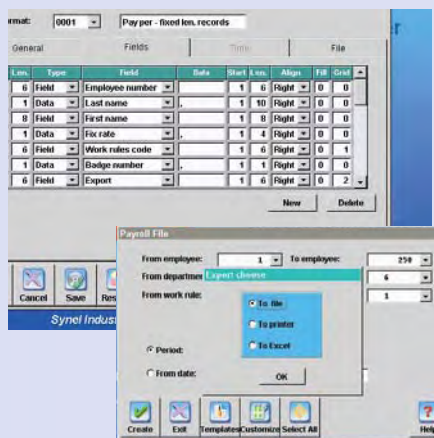 rmat: 0001 Pay per - fixed len. records
General Fields Time File
Len. Type Field Data Start Len. Align Fill Grid
6 Field Employee number 1 6 Right 0 0
1 Data Last name , 1 10 Right 0 0
8 Field First name 1 8 Right 0 0
1 Data Fix rate , 1 4 Right 0 0
6 Field Work rules code 1 6 Right 0 1
1 Data Badge number , 1 1 Right 0 0
6 Field Export 1 6 Right 0 2
New Delete
Cancel Save Res
Synel Indus
Payroll File
From employee: 1 To employee: 250
From departmen 6
From work rule: 1
Export choose
To file
To printer
To Excel
OK
Period:
From date:
Create Exit Templates Customize Select All Help